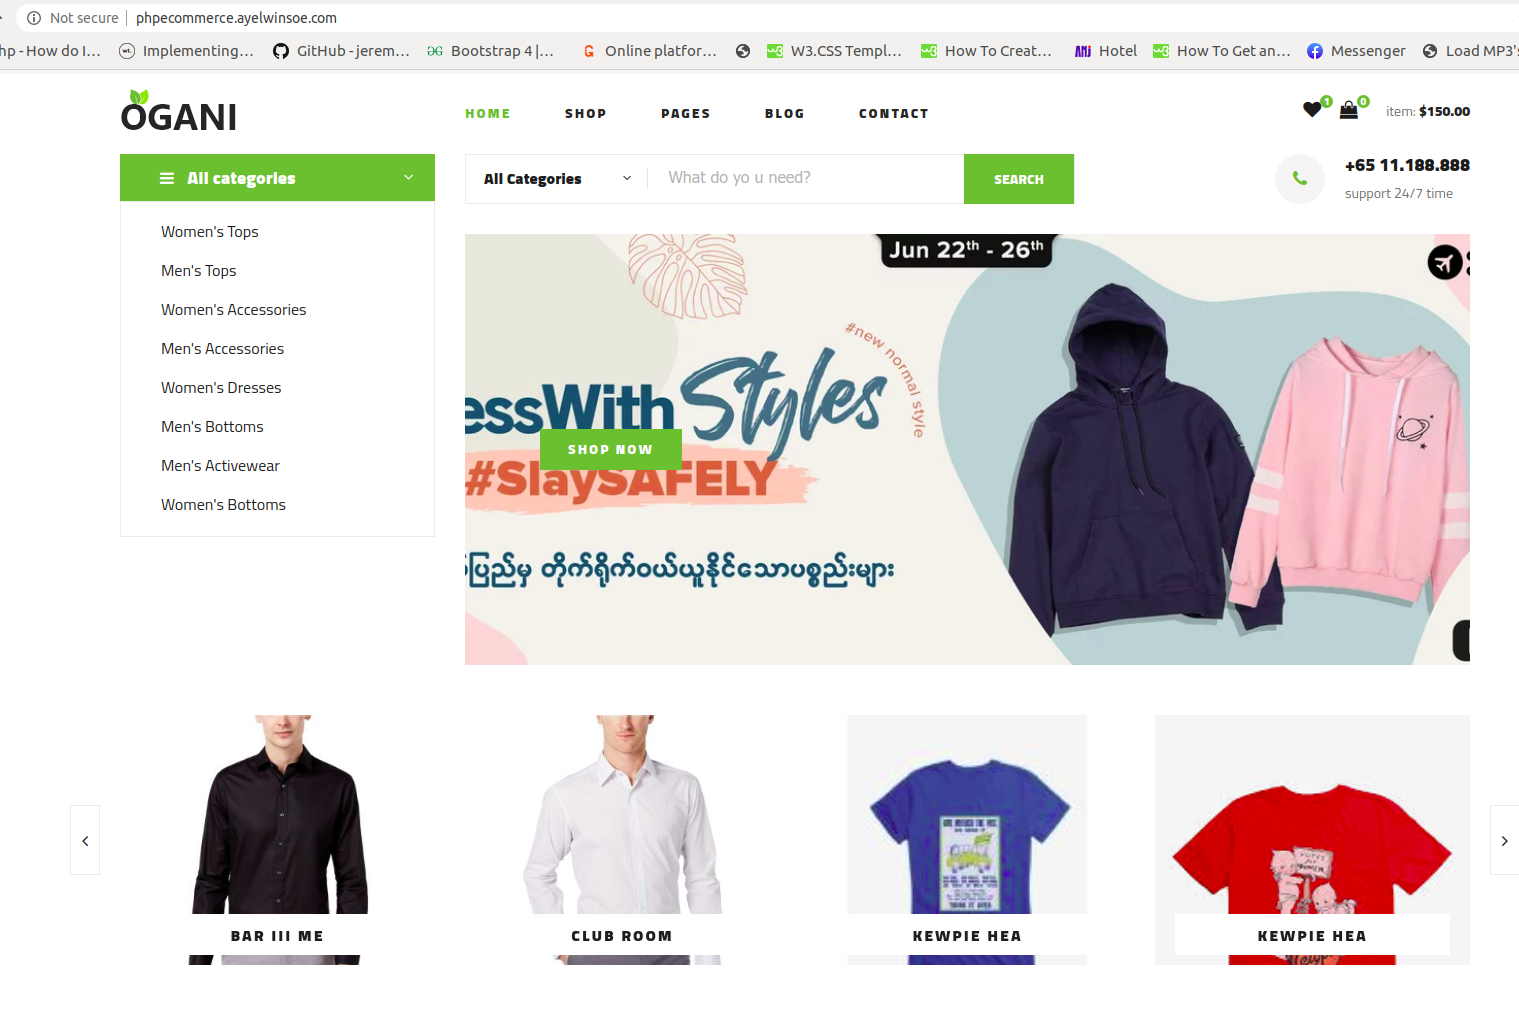 Not secure phpecommerce.ayelwinsoe.com
hp - How do I... Implementing... GitHub - jerem... Bootstrap 4 |... Online platfor... W3.CSS Templ... How To Creat... Hotel How To Get an... Messenger Load MP3's
OGANI
HOME SHOP PAGES BLOG CONTACT
1 0 item: $150.00
All categories
All Categories What do yo u need? SEARCH
+65 11.188.888
support 24/7 time
Women's Tops
Men's Tops
Women's Accessories
Men's Accessories
Women's Dresses
Men's Bottoms
Men's Activewear
Women's Bottoms
Jun 22th - 26th
#new normal style
essWith Styles
SHOP NOW
#SlaySAFELY
ပြည်မှ တိုက်ရိုက်ဝယ်ယူနိုင်သောပစ္စည်းများ
BAR III ME
CLUB ROOM
KEWPIE HEA
KEWPIE HEA